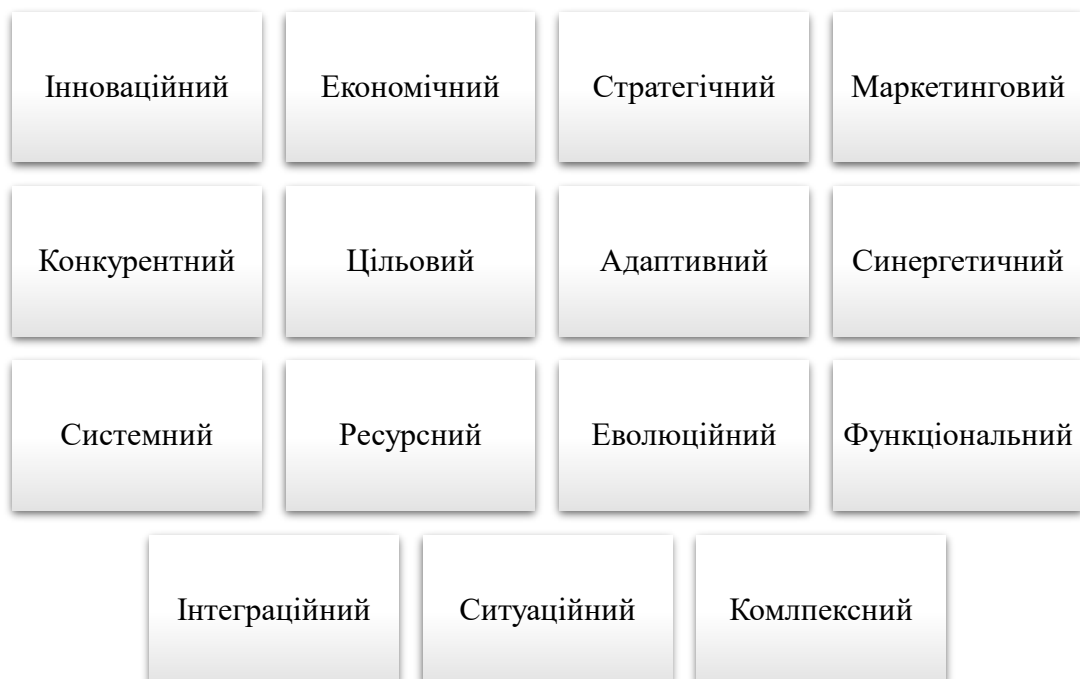 Інноваційний
Економічний
Стратегічний
Маркетинговий
Конкурентний
Цільовий
Адаптивний
Синергетичний
Системний
Ресурсний
Еволюційний
Функціональний
Інтеграційний
Ситуаційний
Комлпексний